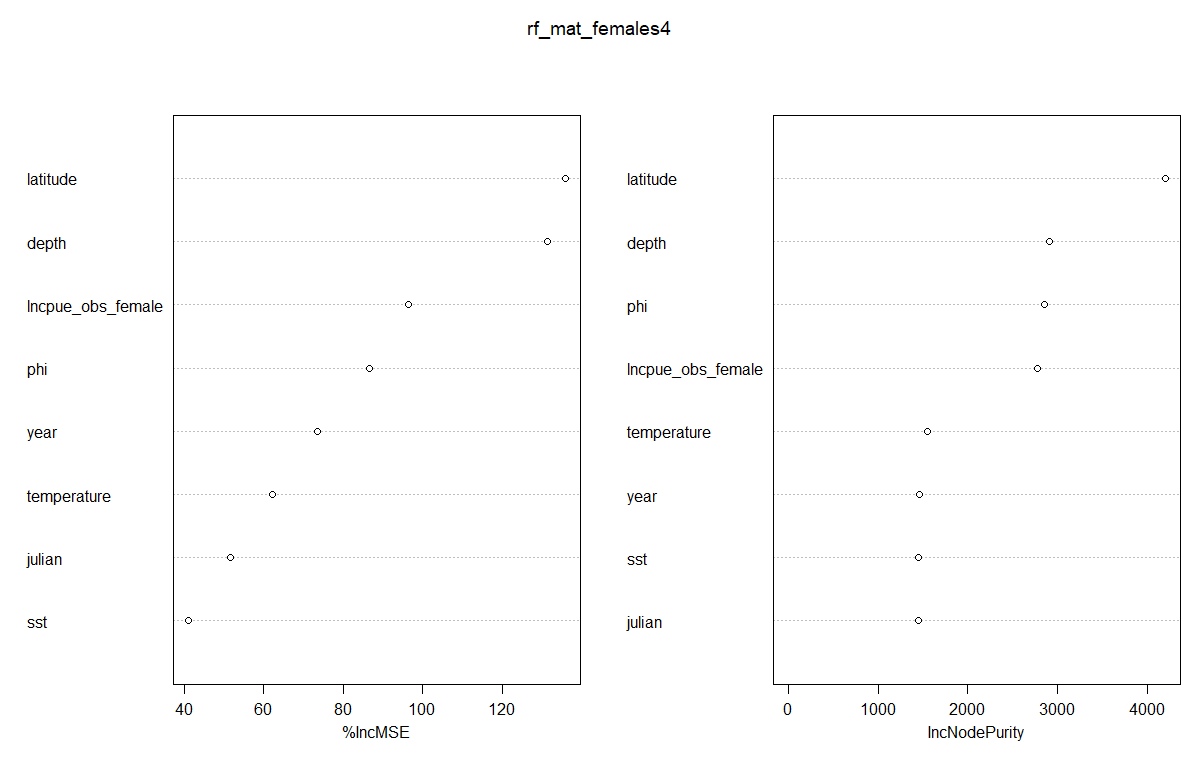 rf_mat_females4
latitude
depth
lncpue_obs_female
phi
year
temperature
julian
sst
40 60 80 100 120
%IncMSE
latitude
depth
phi
lncpue_obs_female
temperature
year
sst
julian
0 1000 2000 3000 4000
IncNodePurity